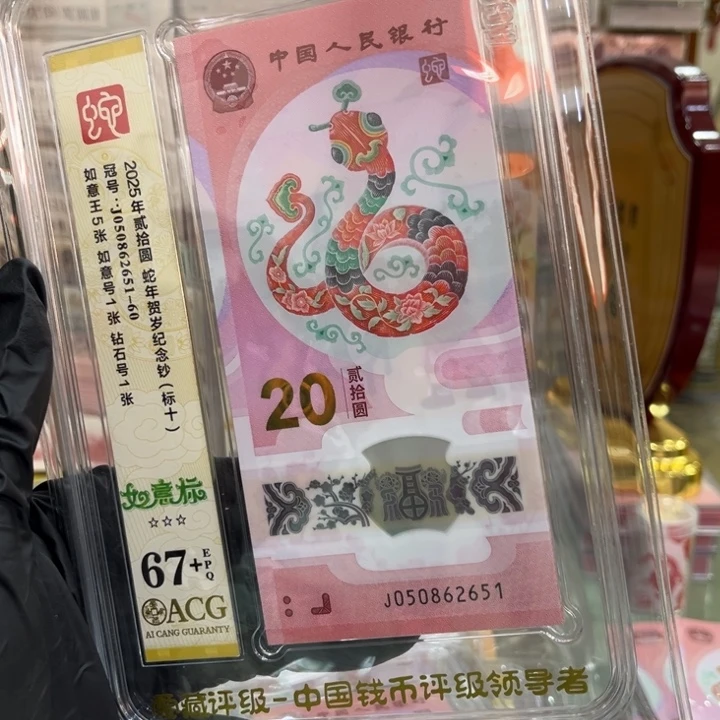 中国人民银行
蛇
20
贰拾圆
福
J050862651
蛇
2025年贰拾圆 蛇年贺岁纪念钞(标十)
冠号:J050862651-60
如意王5张 如意号1张 钻石号1张
如意标
67+EPQ
ACG
AI CANG GUARANTY
藏评级-中国钱币评级领导者